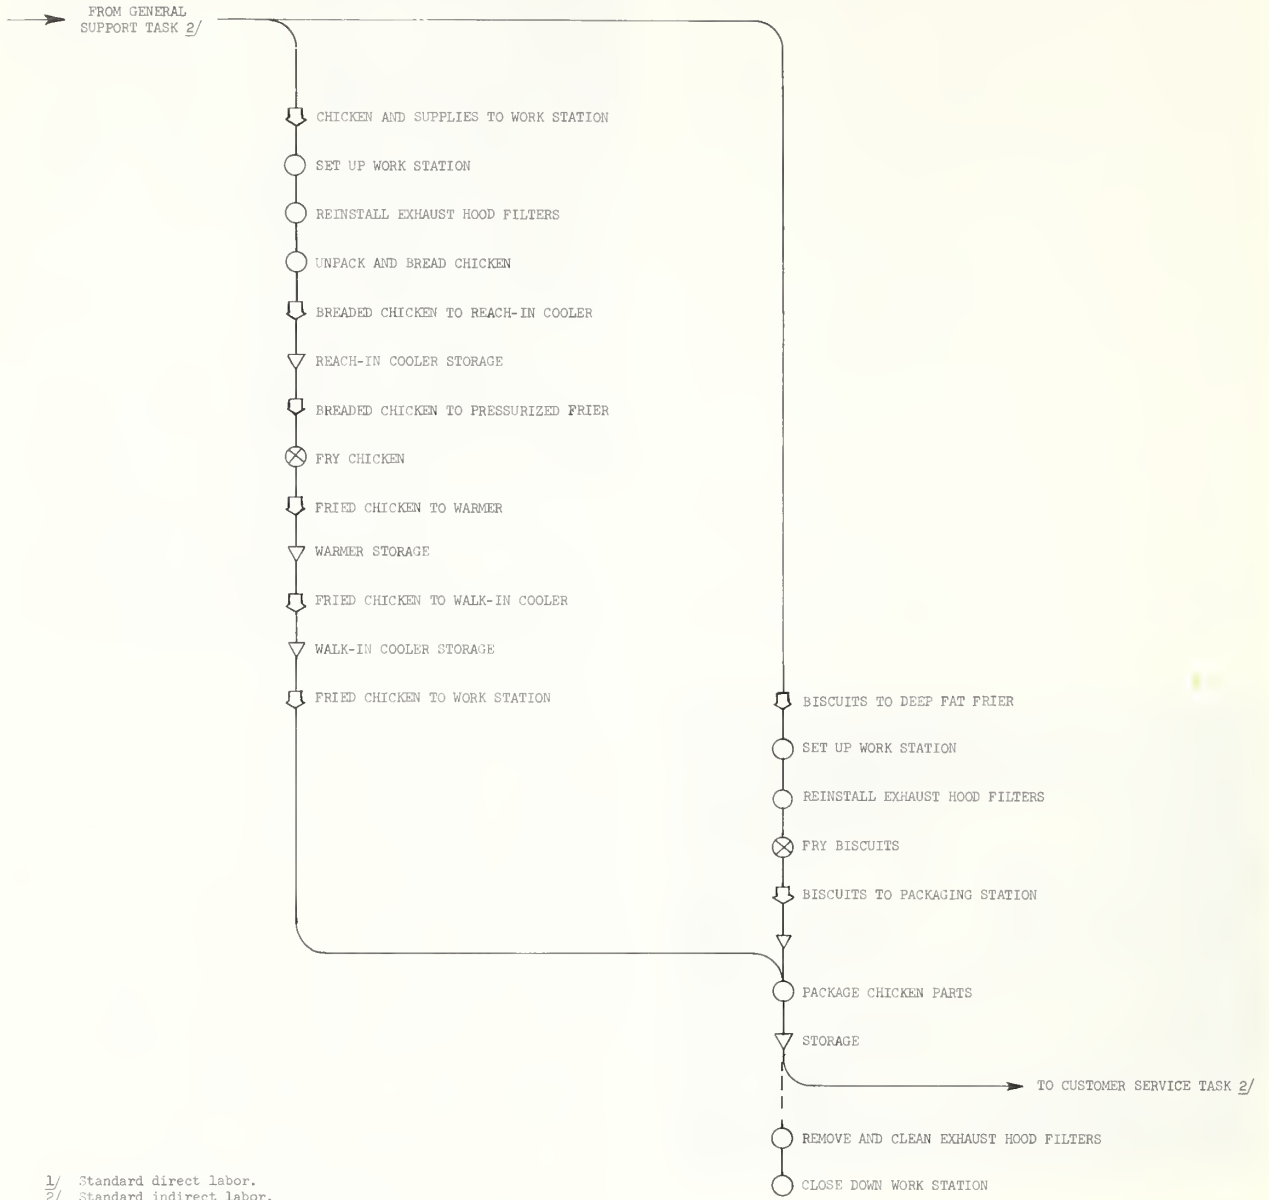 FROM GENERAL
SUPPORT TASK 2/
CHICKEN AND SUPPLIES TO WORK STATION
SET UP WORK STATION
REINSTALL EXHAUST HOOD FILTERS
UNPACK AND BREAD CHICKEN
BREADED CHICKEN TO REACH-IN COOLER
REACH-IN COOLER STORAGE
BREADED CHICKEN TO PRESSURIZED FRIER
FRY CHICKEN
FRIED CHICKEN TO WARMER
WARMER STORAGE
FRIED CHICKEN TO WALK-IN COOLER
WALK-IN COOLER STORAGE
FRIED CHICKEN TO WORK STATION
BISCUITS TO DEEP FAT FRIER
SET UP WORK STATION
REINSTALL EXHAUST HOOD FILTERS
FRY BISCUITS
BISCUITS TO PACKAGING STATION
PACKAGE CHICKEN PARTS
STORAGE
TO CUSTOMER SERVICE TASK 2/
REMOVE AND CLEAN EXHAUST HOOD FILTERS
CLOSE DOWN WORK STATION
1/ Standard direct labor.
2/ Standard indirect labor.